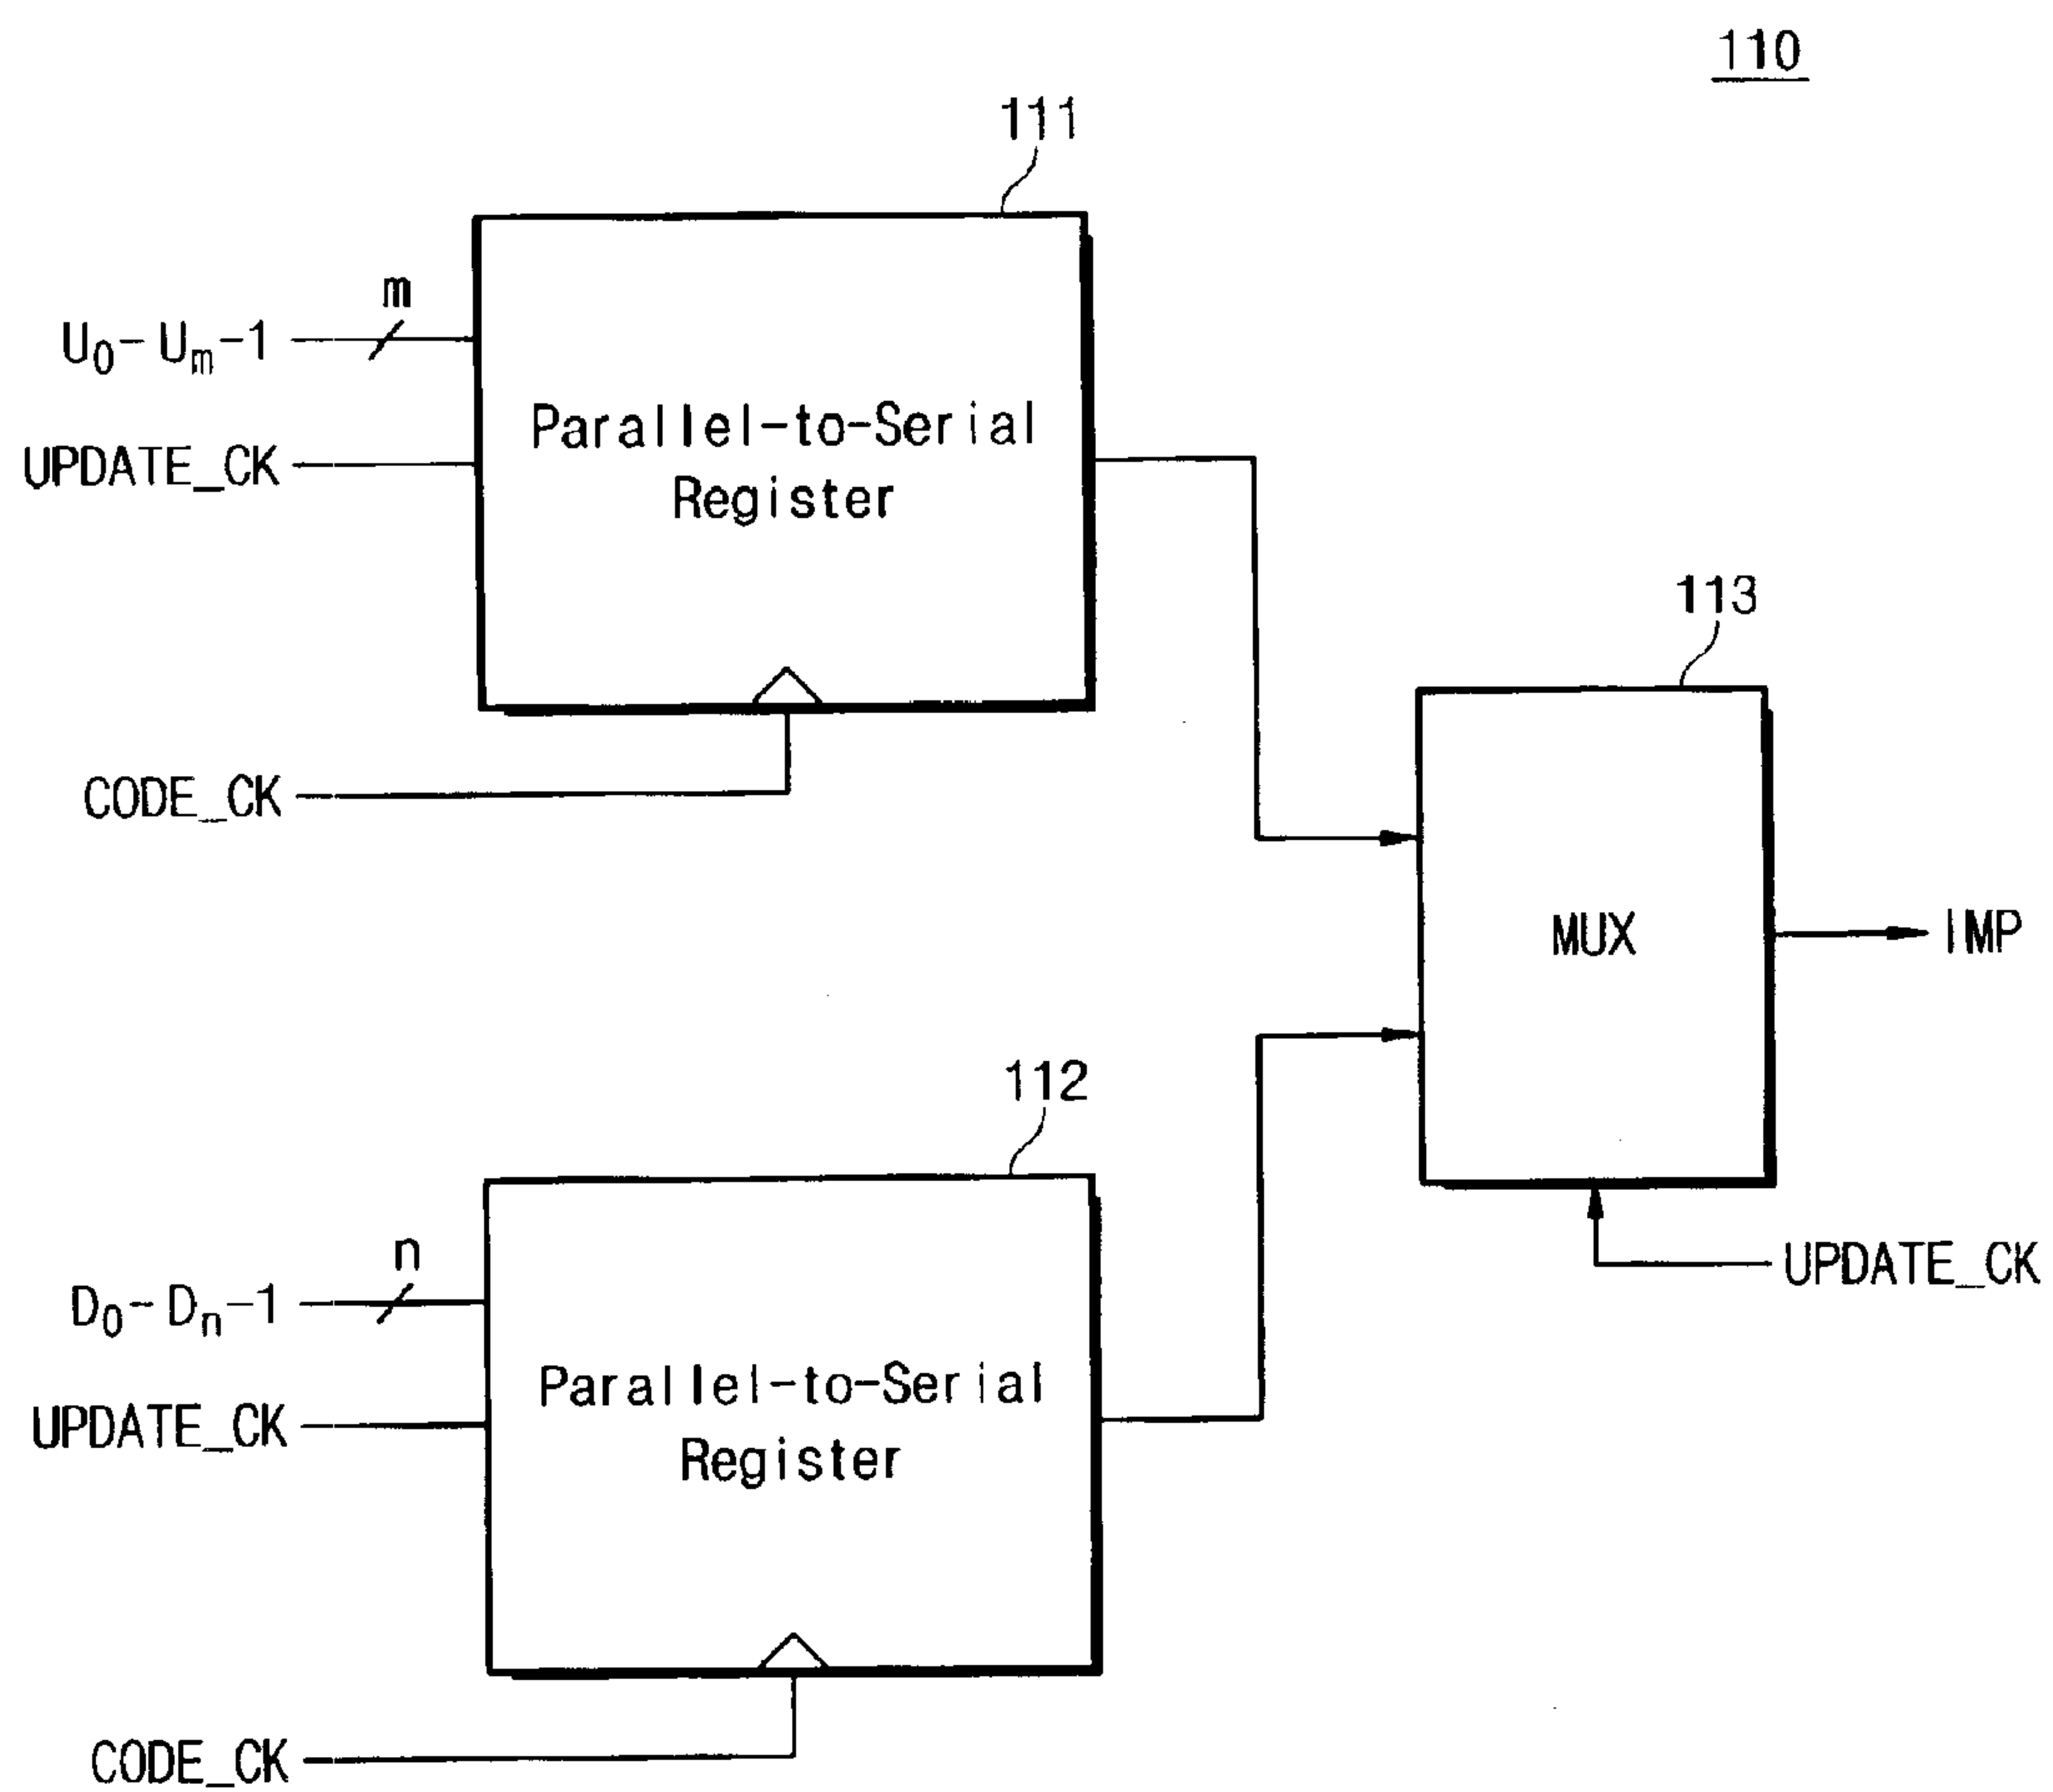 110
111
m
U₀-Uₘ-1
UPDATE_CK
Parallel-to-Serial
Register
CODE_CK
113
MUX
IMP
UPDATE_CK
112
n
D₀-Dₙ-1
UPDATE_CK
Parallel-to-Serial
Register
CODE_CK